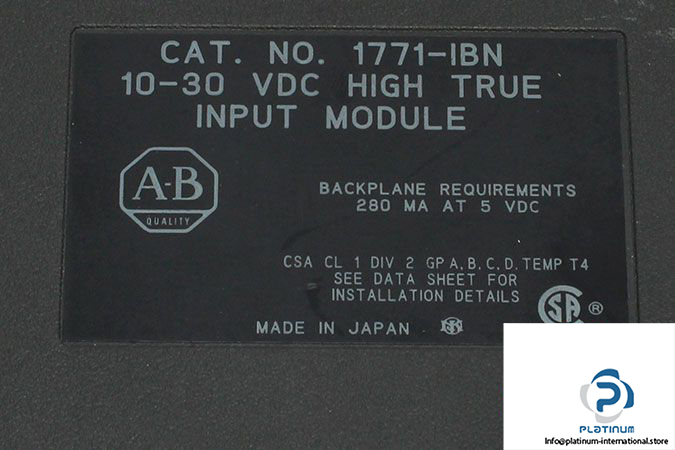 CAT. NO. 1771-IBN
10-30 VDC HIGH TRUE
INPUT MODULE
A-B
QUALITY
BACKPLANE REQUIREMENTS
280 MA AT 5 VDC
CSA CL 1 DIV 2 GP A, B, C, D, TEMP T4
SEE DATA SHEET FOR
INSTALLATION DETAILS
MADE IN JAPAN
SA ®
PLATINUM
Info@platinum-international.store